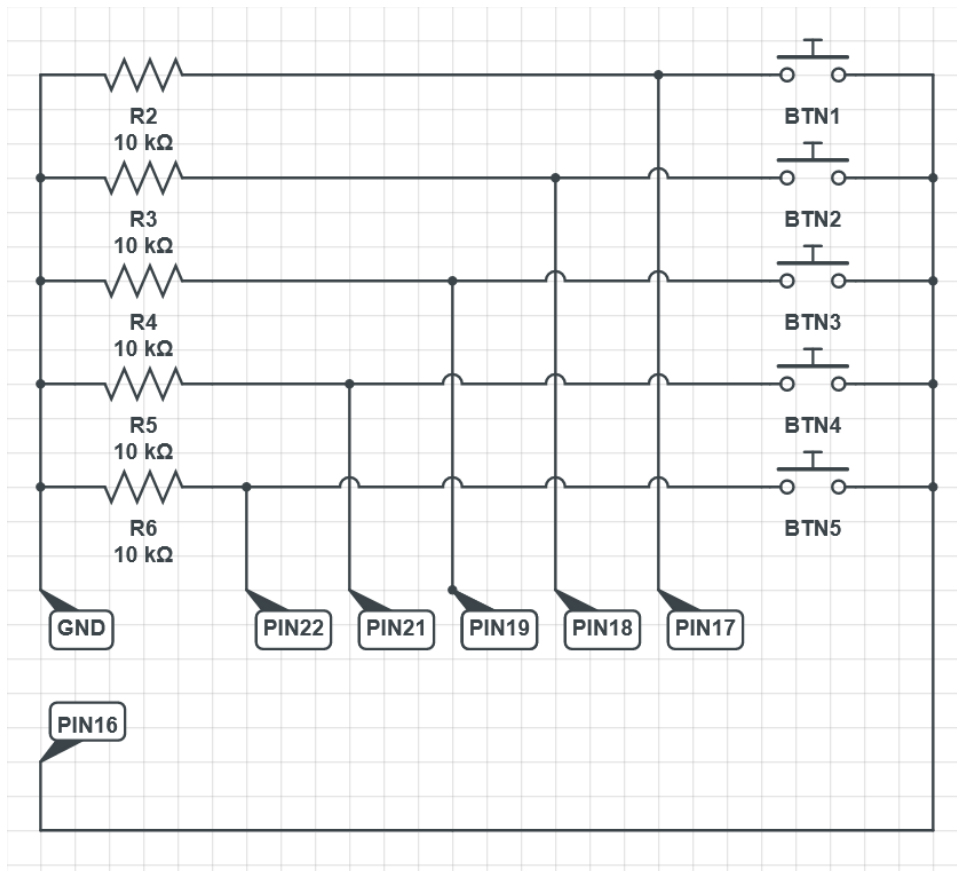 BTN1
R2
10 kΩ
BTN2
R3
10 kΩ
BTN3
R4
10 kΩ
BTN4
R5
10 kΩ
BTN5
R6
10 kΩ
GND
PIN22
PIN21
PIN19
PIN18
PIN17
PIN16